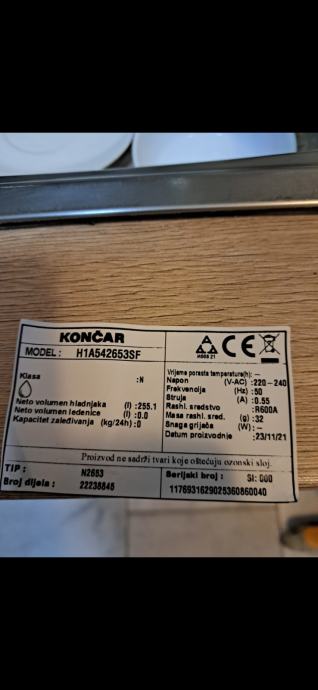 KONČAR
MODEL : H1A542653SF
Klasa :N
Neto volumen hladnjaka (l) :255.1
Neto volumen ledenice (l) :0.0
Kapacitet zaleđivanja (kg/24h) :0
CE
Vrijeme porasta temperature(h): --
Napon (V-AC) :220-240
Frekvencija (Hz) :50
Struja (A) :0.55
Rashl. sredstvo :R600A
Masa rashl. sred. (g) :32
Snaga grijača (W) :--
Datum proizvodnje :23/11/21
Proizvod ne sadrži tvari koje oštećuju ozonski sloj.
TIP : N2653
Broj dijela : 22238845
Serijski broj : SI: 000
1176931629025360860040